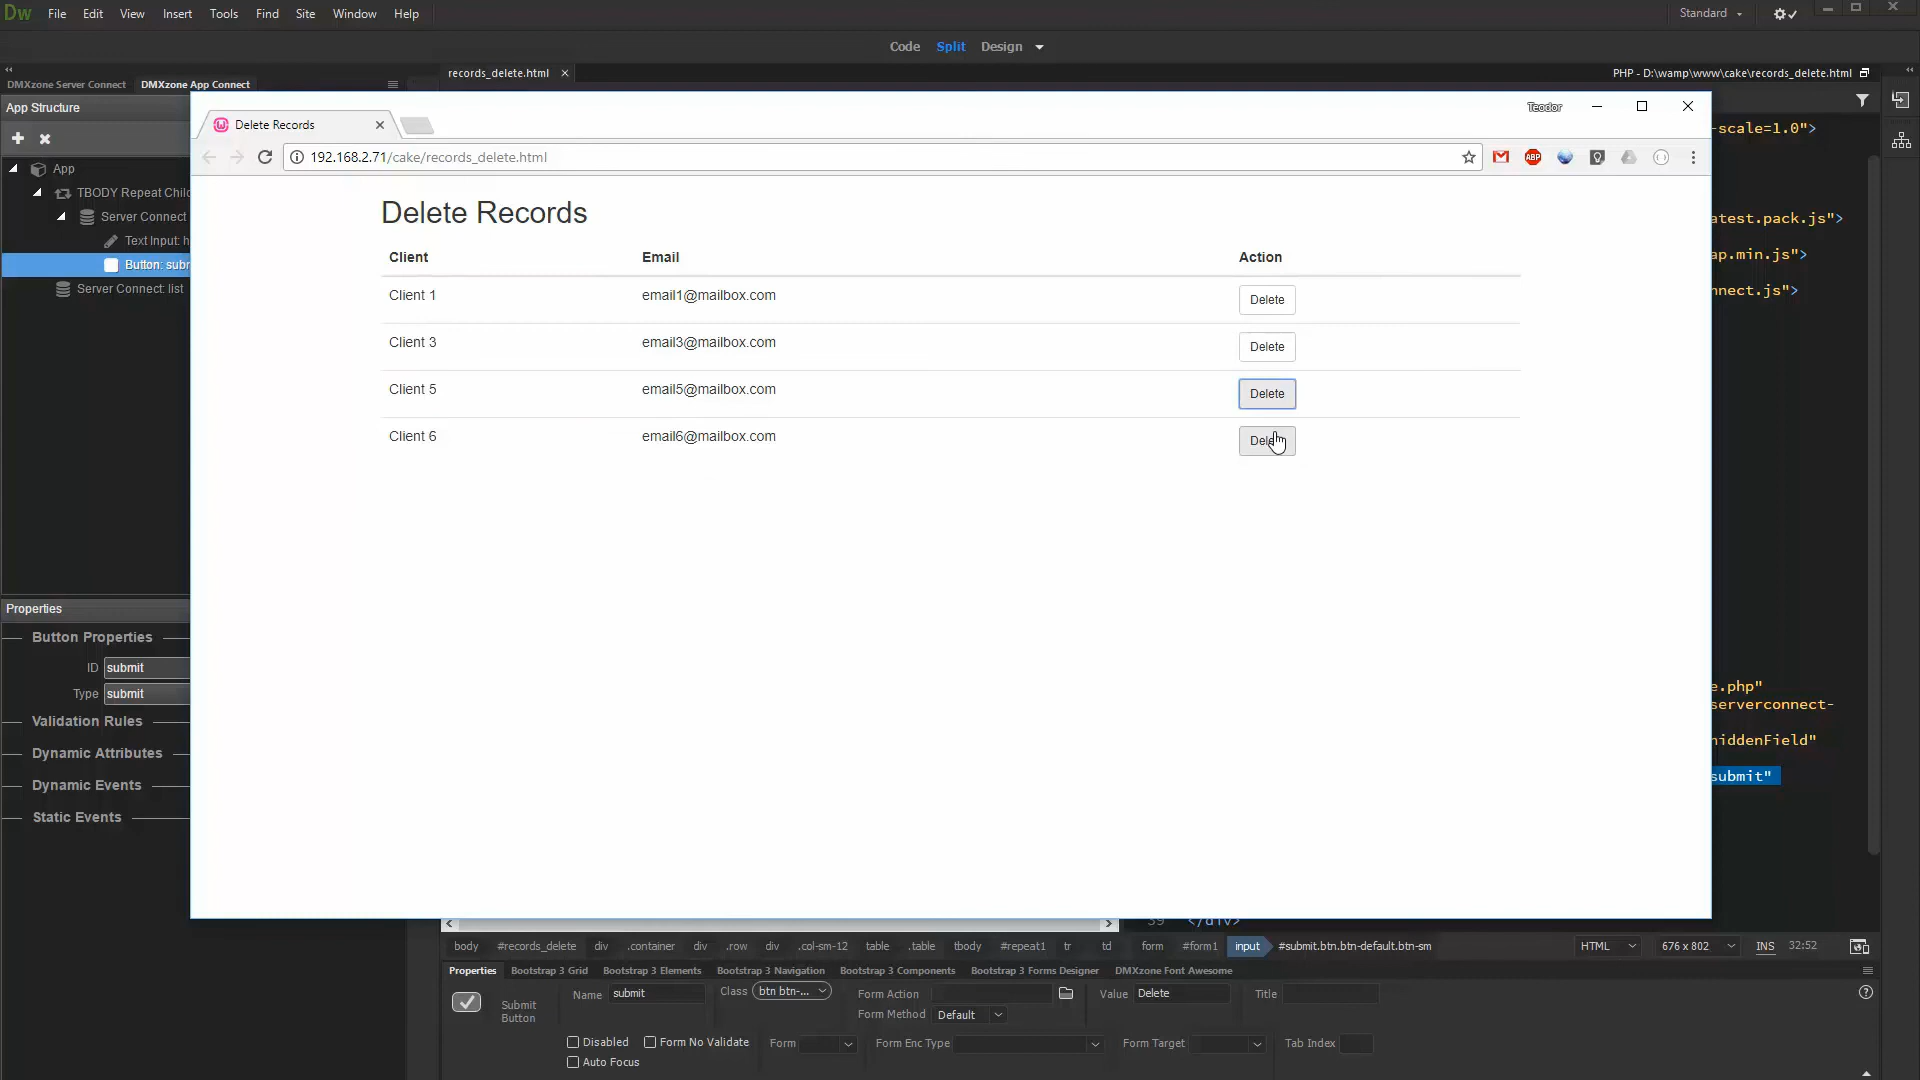 Dw File Edit View Insert Tools Find Site Window Help Standard
Code Split Design
DMXzone Server Connect DMXzone App Connect records_delete.html PHP - D:\wamp\www\cake\records_delete.html
App Structure
Teodor
Delete Records
192.168.2.71/cake/records_delete.html
ABP
-scale=1.0">
App
TBODY Repeat Chil
Server Connect
Text Input: h
Button: subm
Server Connect: list
atest.pack.js">
ap.min.js">
nnect.js">
Delete Records
Client Email Action
Client 1 email1@mailbox.com Delete
Client 3 email3@mailbox.com Delete
Client 5 email5@mailbox.com Delete
Client 6 email6@mailbox.com
Properties
Button Properties
ID submit
Type submit
Validation Rules
Dynamic Attributes
Dynamic Events
Static Events
e.php"
serverconnect-
hiddenField"
submit"
39 </div>
body #records_delete div .container div .row div .col-sm-12 table .table tbody #repeat1 tr td form #form1 input #submit.btn.btn-default.btn-sm HTML 676 x 802 INS 32:52
Properties Bootstrap 3 Grid Bootstrap 3 Elements Bootstrap 3 Navigation Bootstrap 3 Components Bootstrap 3 Forms Designer DMXzone Font Awesome
Submit Button
Name submit Class btn btn-... Form Action Value Delete Title
Form Method Default
Disabled Form No Validate Form Form Enc Type Form Target Tab Index
Auto Focus